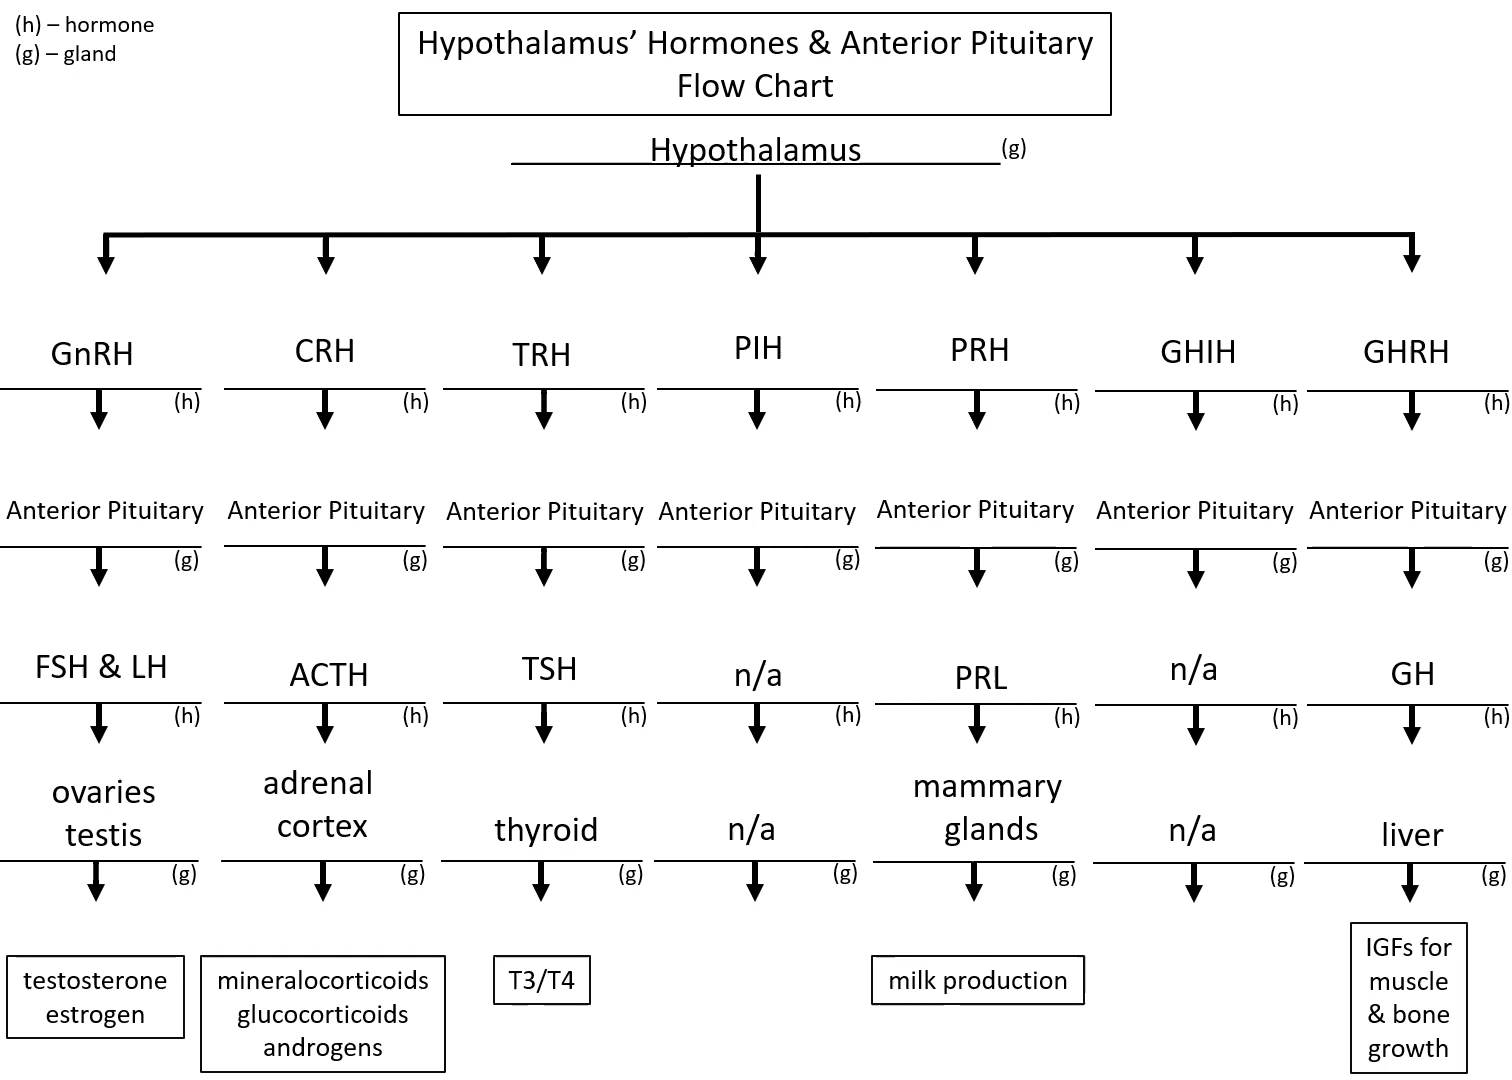 (h) – hormone
(g) – gland
Hypothalamus’ Hormones & Anterior Pituitary
Flow Chart
Hypothalamus (g)
GnRH CRH TRH PIH PRH GHIH GHRH
(h) (h) (h) (h) (h) (h) (h)
Anterior Pituitary Anterior Pituitary Anterior Pituitary Anterior Pituitary Anterior Pituitary Anterior Pituitary Anterior Pituitary
(g) (g) (g) (g) (g) (g) (g)
FSH & LH ACTH TSH n/a PRL n/a GH
(h) (h) (h) (h) (h) (h) (h)
ovaries
testis
adrenal
cortex
thyroid
n/a
mammary
glands
n/a
liver
(g) (g) (g) (g) (g) (g) (g)
testosterone
estrogen
mineralocorticoids
glucocorticoids
androgens
T3/T4
milk production
IGFs for
muscle
& bone
growth